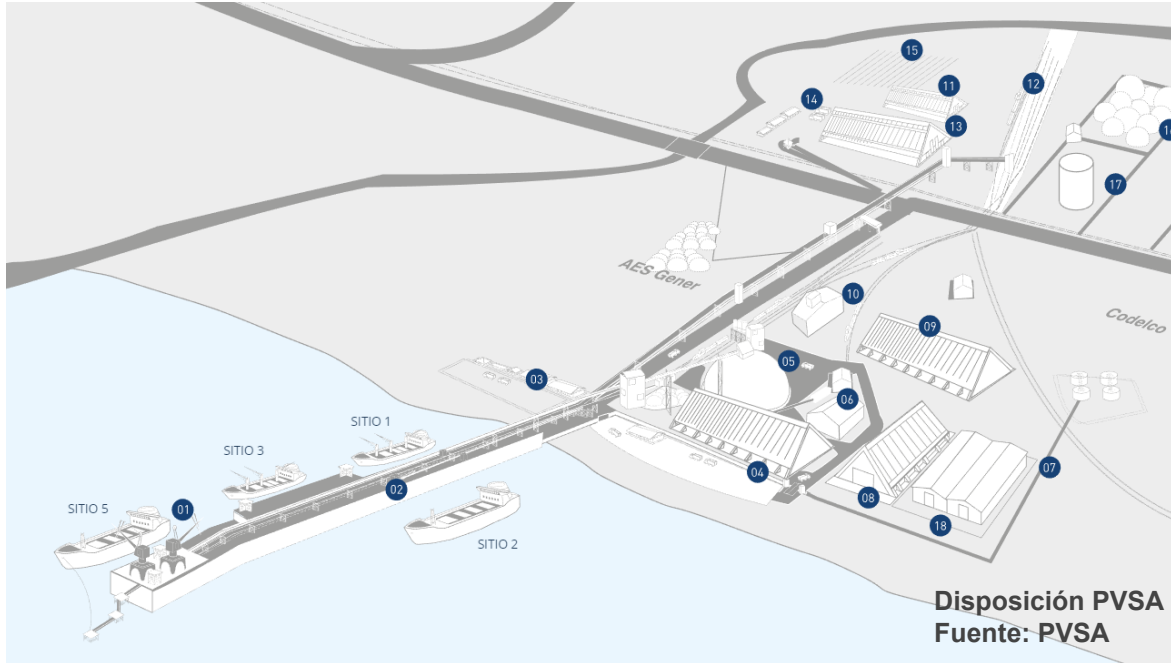 15
11
12
14
13
16
17
AES Gener
10
09
Codelco
05
03
06
SITIO 1
SITIO 3
04
07
02
SITIO 5
01
08
18
SITIO 2
Disposición PVSA
Fuente: PVSA